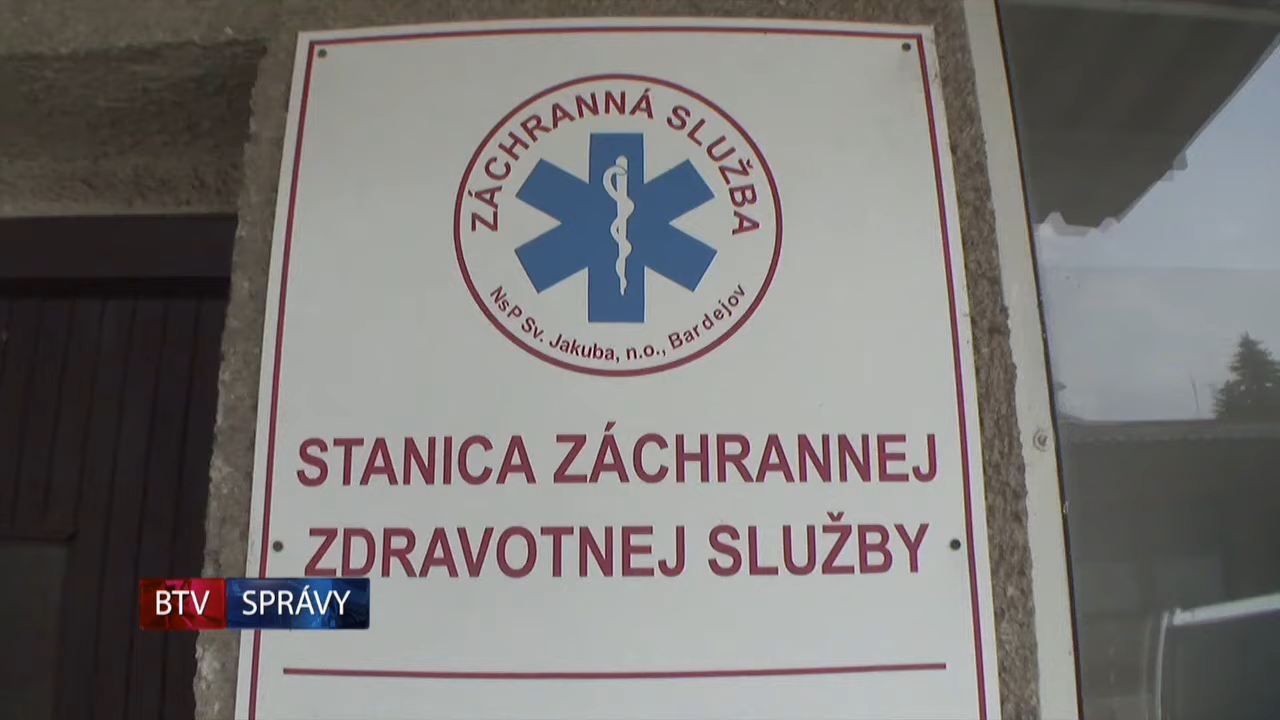 ZÁCHRANNÁ SLUŽBA
NsP Sv. Jakuba, n.o., Bardejov
STANICA ZÁCHRANNEJ
ZDRAVOTNEJ SLUŽBY
BTV SPRÁVY